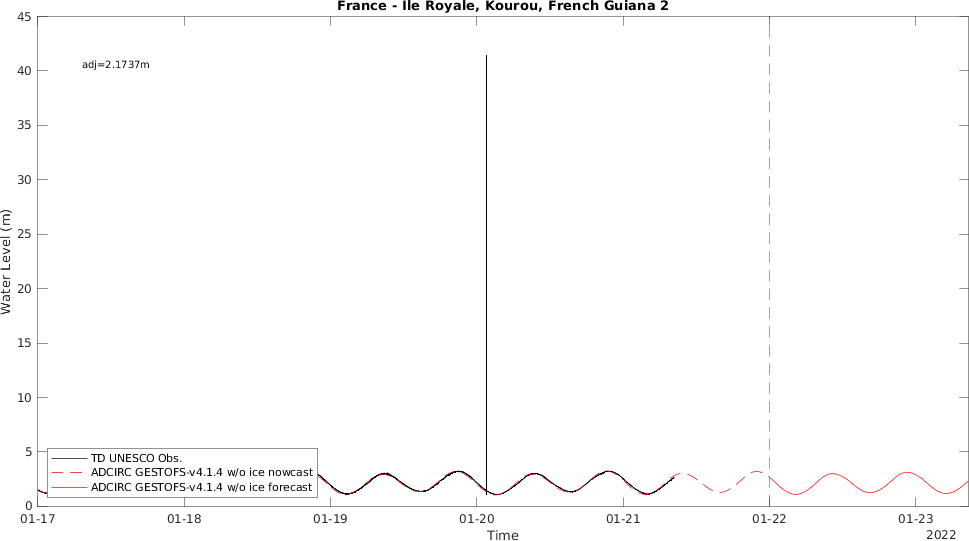 France - Ile Royale, Kourou, French Guiana 2
45
40
35
30
25
20
15
10
5
0
Water Level (m)
adj=2.1737m
TD UNESCO Obs.
ADCIRC GESTOFS-v4.1.4 w/o ice nowcast
ADCIRC GESTOFS-v4.1.4 w/o ice forecast
01-17 01-18 01-19 01-20 01-21 01-22 01-23
Time
2022